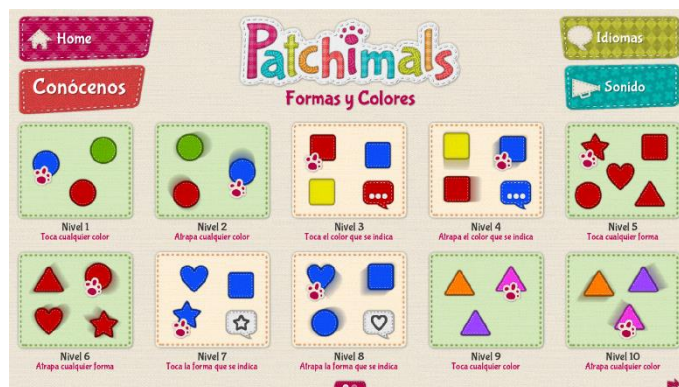 Home
Patchimals
Idiomas
Conócenos
Formas y Colores
Sonido
Nivel 1
Toca cualquier color
Nivel 2
Atrapa cualquier color
Nivel 3
Toca el color que se indica
Nivel 4
Atrapa el color que se indica
Nivel 5
Toca cualquier forma
Nivel 6
Atrapa cualquier forma
Nivel 7
Toca la forma que se indica
Nivel 8
Atrapa la forma que se indica
Nivel 9
Toca cualquier color
Nivel 10
Atrapa cualquier color